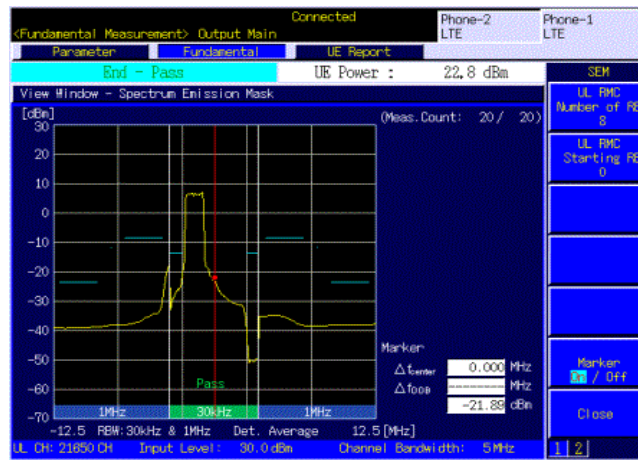 Connected
<Fundamental Measurement> Output Main
Phone-2
LTE
Phone-1
LTE
Parameter
Fundamental
UE Report
End - Pass
UE Power :
22.8 dBm
SEM
View Window - Spectrum Emission Mask
UL RMC
Number of RB
8
[dBm]
(Meas.Count: 20/ 20)
30
20
10
0
-10
-20
-30
-40
-50
-60
-70
UL RMC
Starting RB
0
Marker
Δfcenter 0.000 MHz
ΔfOOB -------- MHz
-21.89 dBm
Marker
On / Off
Pass
1MHz
30kHz
1MHz
Close
-12.5 RBW:30kHz & 1MHz Det. Average 12.5[MHz]
UL CH: 21650 CH Input Level: 30.0dBm Channel Bandwidth: 5MHz
1 2